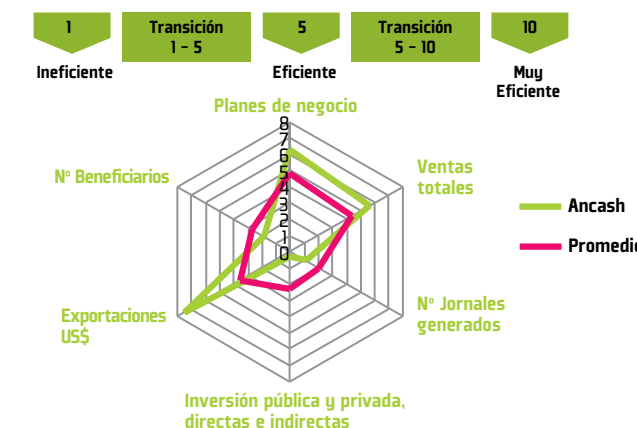 1
Transición
1 - 5
5
Transición
5 - 10
10
Ineficiente
Eficiente
Muy
Eficiente
Planes de negocio
8
7
6
5
4
3
2
1
0
Nº Beneficiarios
Ventas
totales
Ancash
Exportaciones
US$
Nº Jornales
generados
Inversión pública y privada,
directas e indirectas